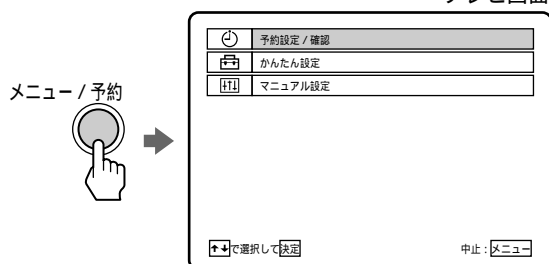 テレビ画面
メニュー / 予約
予約設定 / 確認
かんたん設定
マニュアル設定
↑↓で選択して決定
中止 : メニュー